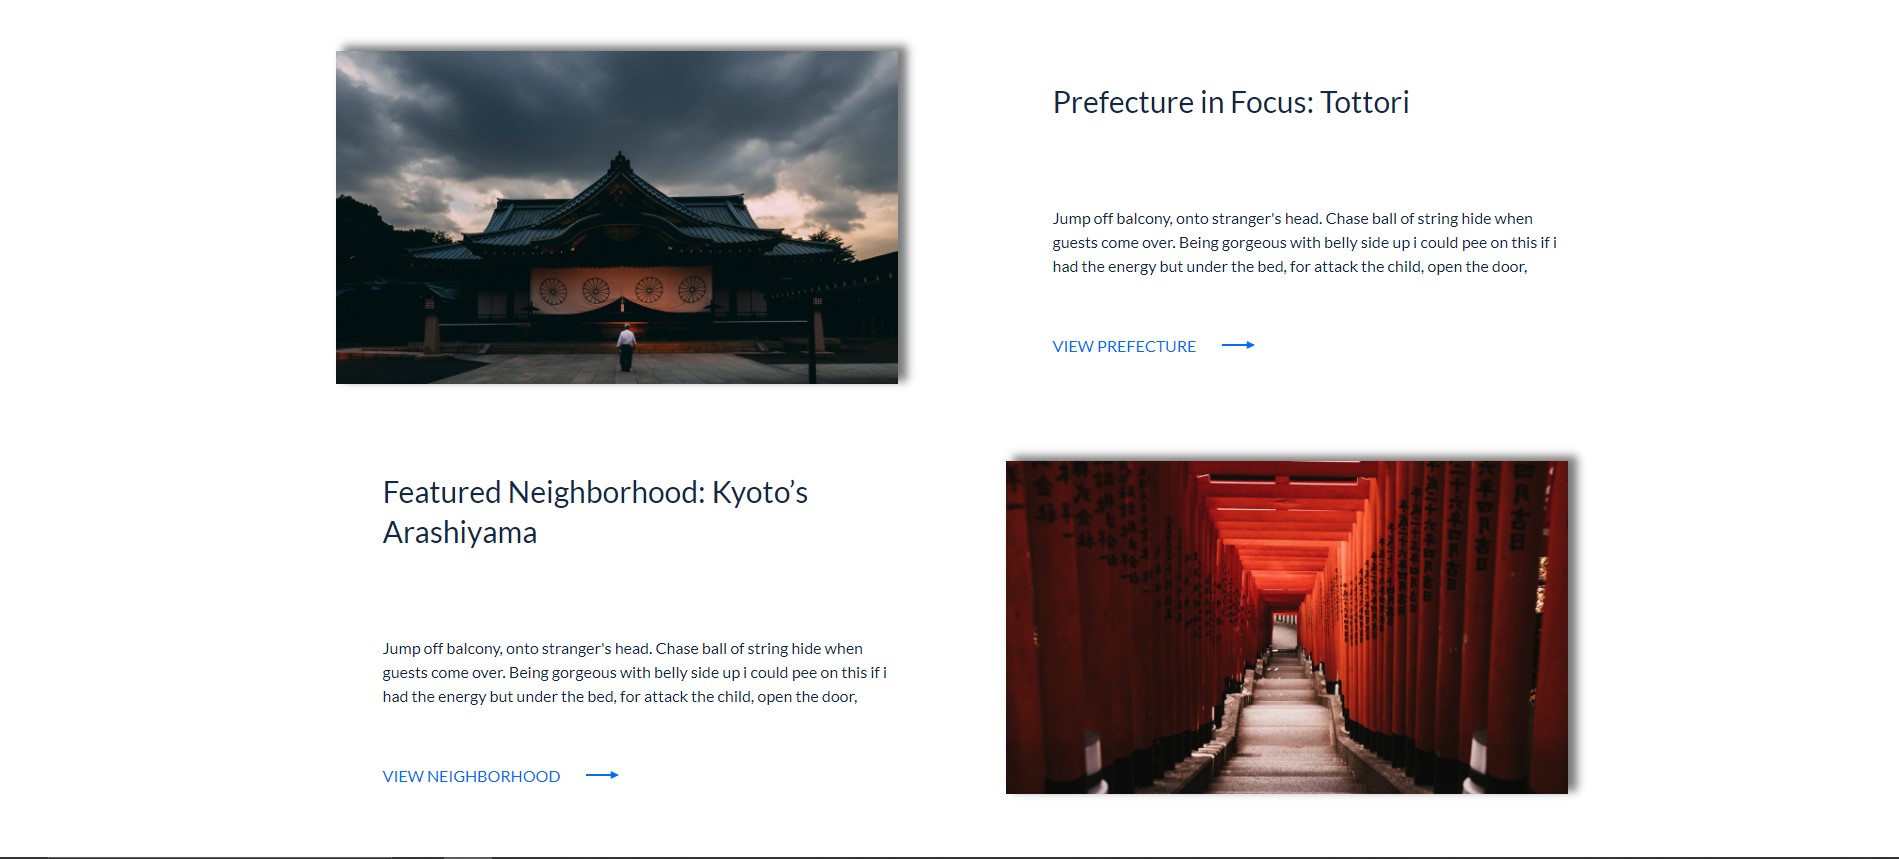 Prefecture in Focus: Tottori
Jump off balcony, onto stranger's head. Chase ball of string hide when
guests come over. Being gorgeous with belly side up i could pee on this if i
had the energy but under the bed, for attack the child, open the door,
VIEW PREFECTURE
Featured Neighborhood: Kyoto’s
Arashiyama
Jump off balcony, onto stranger's head. Chase ball of string hide when
guests come over. Being gorgeous with belly side up i could pee on this if i
had the energy but under the bed, for attack the child, open the door,
VIEW NEIGHBORHOOD
四月吉日